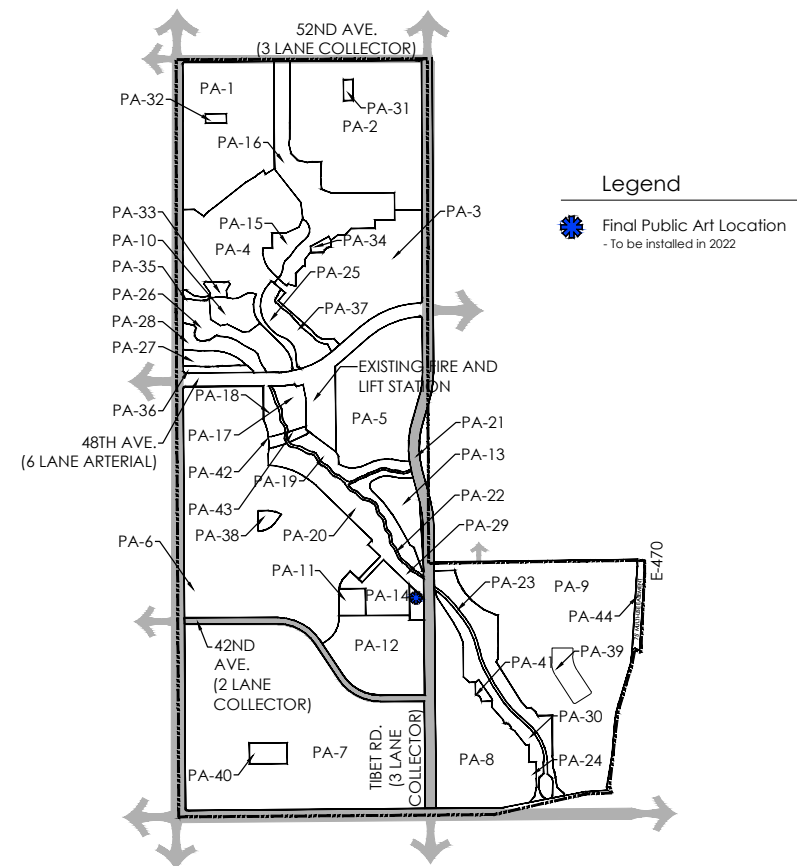 52ND AVE.
(3 LANE COLLECTOR)
PA-1
PA-32
PA-31
PA-2
PA-16
Legend
PA-33
PA-15
PA-3
Final Public Art Location
- To be installed in 2022
PA-10
PA-4
PA-34
PA-35
PA-25
PA-26
PA-37
PA-28
PA-27
EXISTING FIRE AND
LIFT STATION
PA-36
PA-18
PA-5
PA-17
PA-21
48TH AVE.
(6 LANE ARTERIAL)
PA-13
PA-42
PA-19
PA-22
PA-43
PA-29
PA-38
PA-20
PA-6
E-470
PA-11
PA-23
PA-9
PA-14
PA-44
42ND
AVE.
(2 LANE
COLLECTOR)
PA-12
PA-41
PA-39
PA-30
TIBET RD.
(3 LANE
COLLECTOR)
PA-7
PA-8
PA-24
PA-40